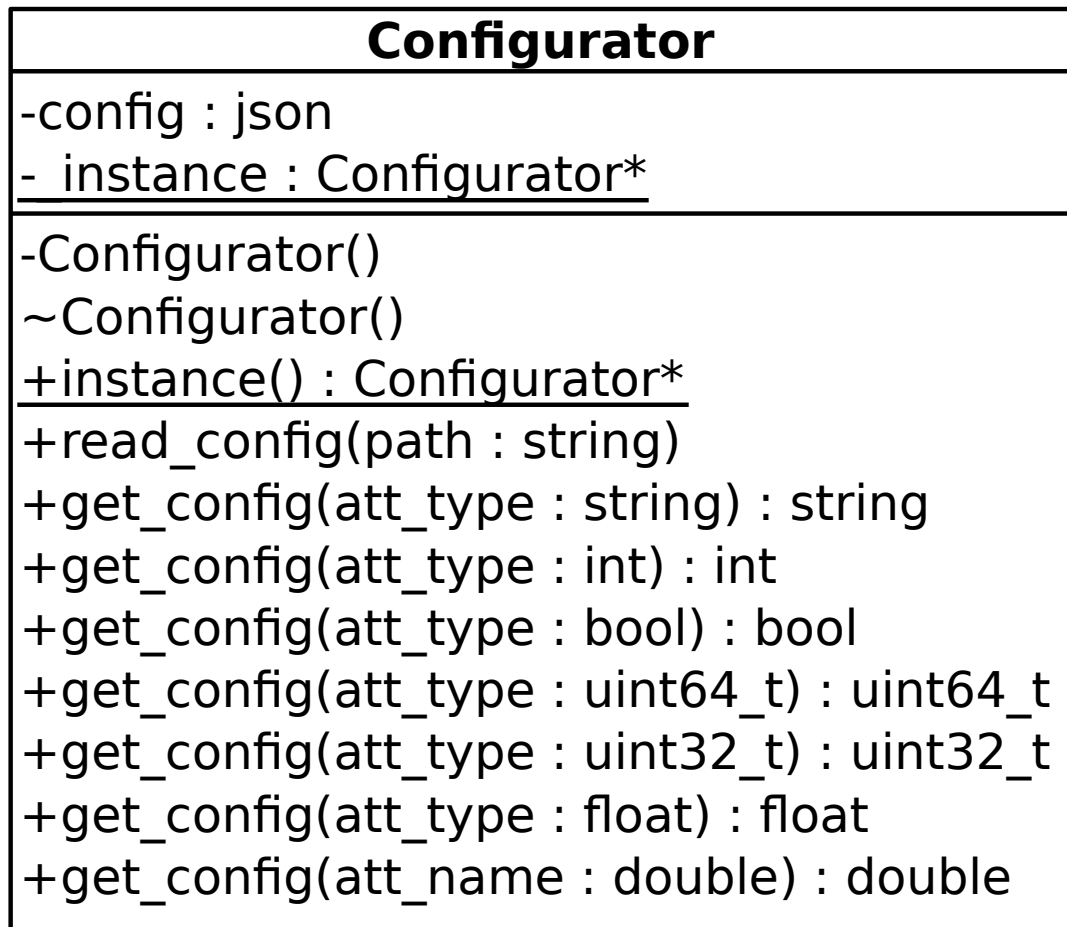 Configurator
-config : json
-_instance : Configurator*
-Configurator()
~Configurator()
+instance() : Configurator*
+read_config(path : string)
+get_config(att_type : string) : string
+get_config(att_type : int) : int
+get_config(att_type : bool) : bool
+get_config(att_type : uint64_t) : uint64_t
+get_config(att_type : uint32_t) : uint32_t
+get_config(att_type : float) : float
+get_config(att_name : double) : double